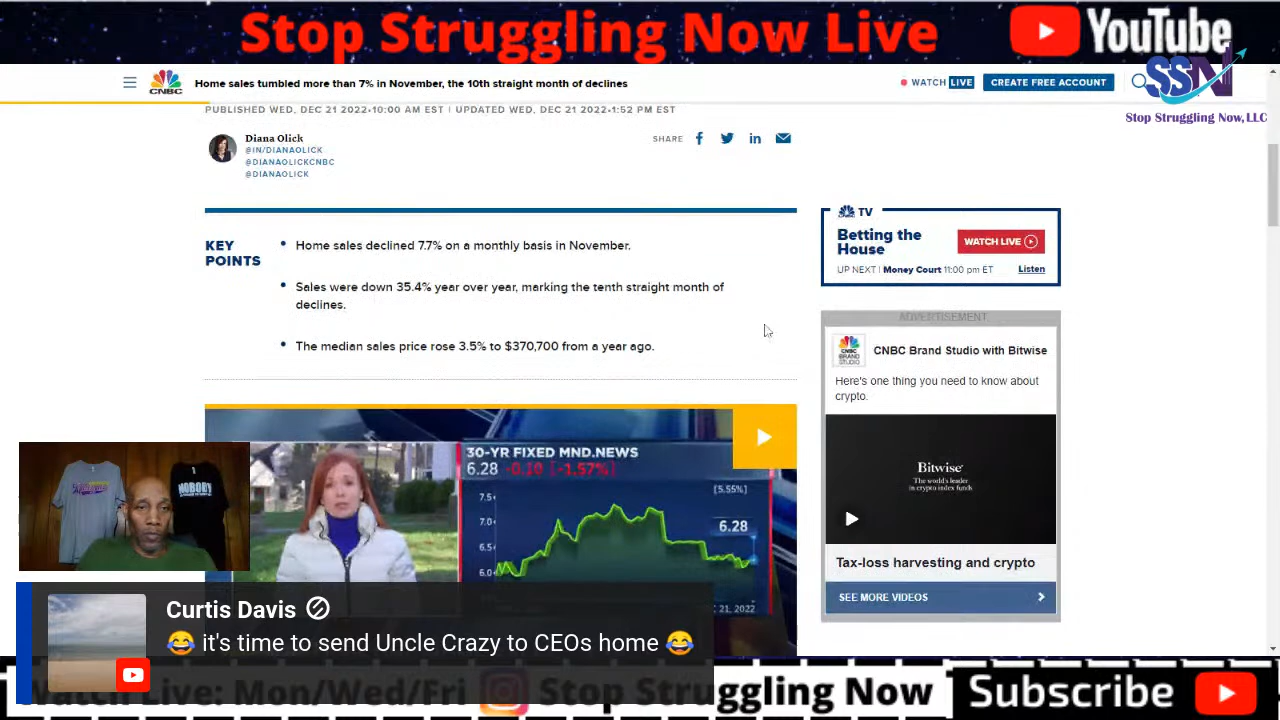 Stop Struggling Now Live
YouTube
CNBC
Home sales tumbled more than 7% in November, the 10th straight month of declines
WATCH LIVE
CREATE FREE ACCOUNT
SSN
Stop Struggling Now, LLC
PUBLISHED WED, DEC 21 2022•10:00 AM EST | UPDATED WED, DEC 21 2022•1:52 PM EST
Diana Olick
@IN/DIANAOLICK
@DIANAOLICKCNBC
@DIANAOLICK
SHARE
KEY
POINTS
Home sales declined 7.7% on a monthly basis in November.
Sales were down 35.4% year over year, marking the tenth straight month of
declines.
The median sales price rose 3.5% to $370,700 from a year ago.
TV
Betting the
House
WATCH LIVE
UP NEXT | Money Court 11:00 pm ET
Listen
ADVERTISEMENT
CNBC
BRAND
STUDIO
CNBC Brand Studio with Bitwise
Here's one thing you need to know about
crypto.
Bitwise
The world's leader
in crypto index funds
Tax-loss harvesting and crypto
SEE MORE VIDEOS
30-YR FIXED MND.NEWS
6.28 -0.10 [-1.57%]
[5.55%]
7.5
7.0
6.28
6.5
6.0
21, 2022
NOBODY
Curtis Davis
😂 it's time to send Uncle Crazy to CEOs home 😂
Watch Live: Mon/Wed/Fri
Stop Struggling Now
Subscribe